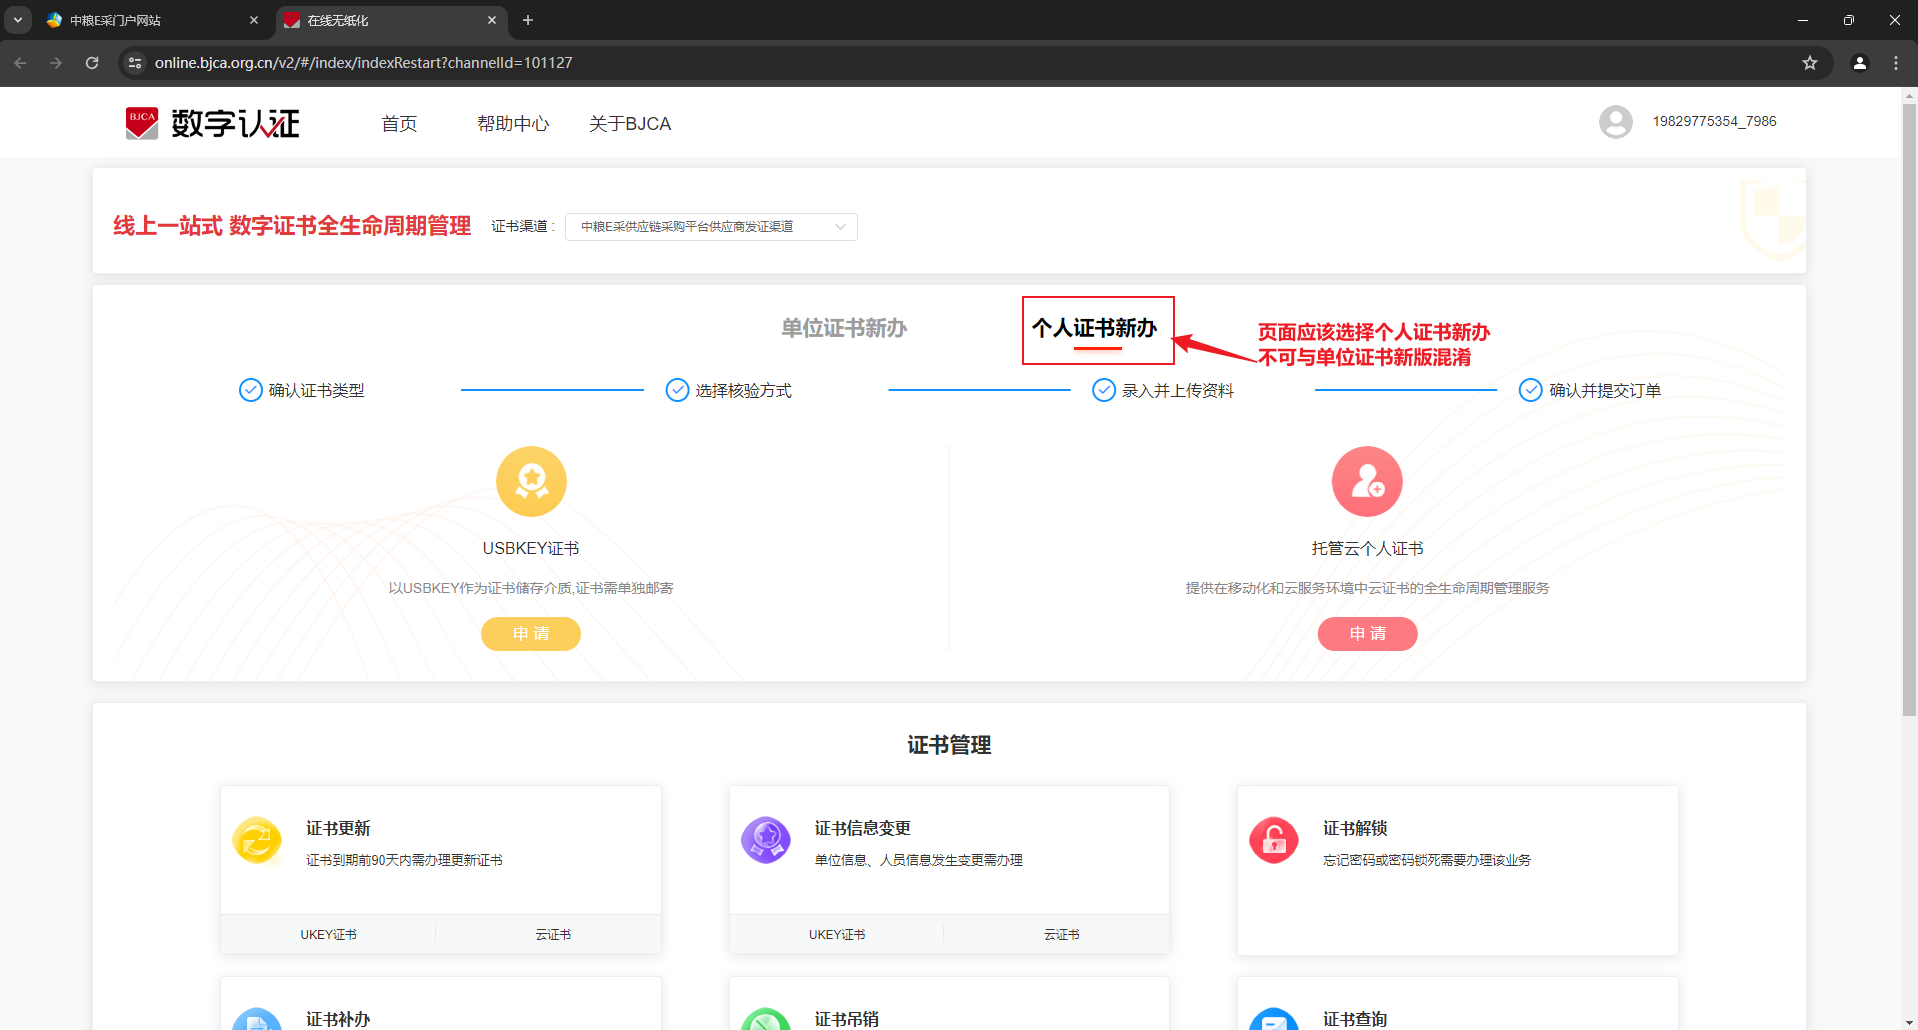 中粮E采门户网站
在线无纸化
online.bjca.org.cn/v2/#/index/indexRestart?channelId=101127
BJCA
数字认证
首页
帮助中心
关于BJCA
19829775354_7986
线上一站式 数字证书全生命周期管理
证书渠道 :
中粮E采供应链采购平台供应商发证渠道
单位证书新办
个人证书新办
页面应该选择个人证书新办
不可与单位证书新版混淆
确认证书类型
选择核验方式
录入并上传资料
确认并提交订单
USBKEY证书
以USBKEY作为证书储存介质,证书需单独邮寄
申 请
托管云个人证书
提供在移动化和云服务环境中云证书的全生命周期管理服务
申 请
证书管理
证书更新
证书到期前90天内需办理更新证书
UKEY证书
云证书
证书信息变更
单位信息、人员信息发生变更需办理
UKEY证书
云证书
证书解锁
忘记密码或密码锁死需要办理该业务
证书补办
证书吊销
证书查询